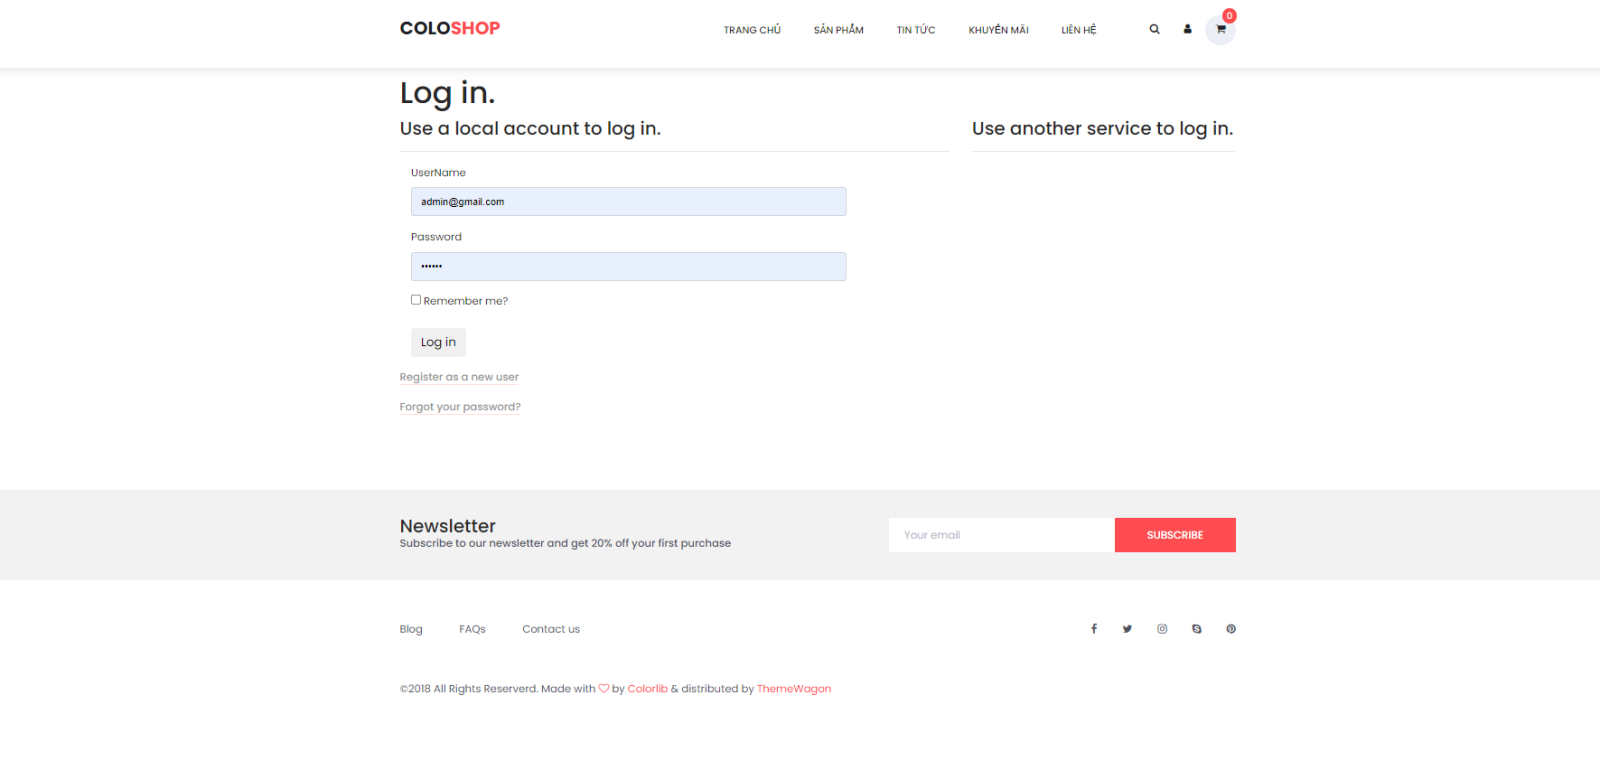 COLOSHOP
TRANG CHỦ SẢN PHẨM TIN TỨC KHUYẾN MÃI LIÊN HỆ 0
Log in.
Use a local account to log in.
Use another service to log in.
UserName
admin@gmail.com
Password
••••••
Remember me?
Log in
Register as a new user
Forgot your password?
Newsletter
Subscribe to our newsletter and get 20% off your first purchase
Your email SUBSCRIBE
Blog FAQs Contact us
©2018 All Rights Reserverd. Made with ♡ by Colorlib & distributed by ThemeWagon